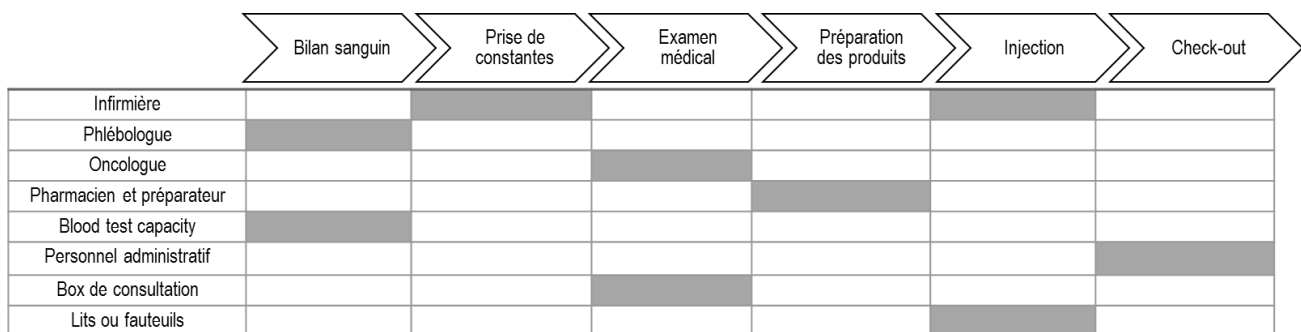 Bilan sanguin
Prise de
constantes
Examen
médical
Préparation
des produits
Injection
Check-out
Infirmière
Phlébologue
Oncologue
Pharmacien et préparateur
Blood test capacity
Personnel administratif
Box de consultation
Lits ou fauteuils